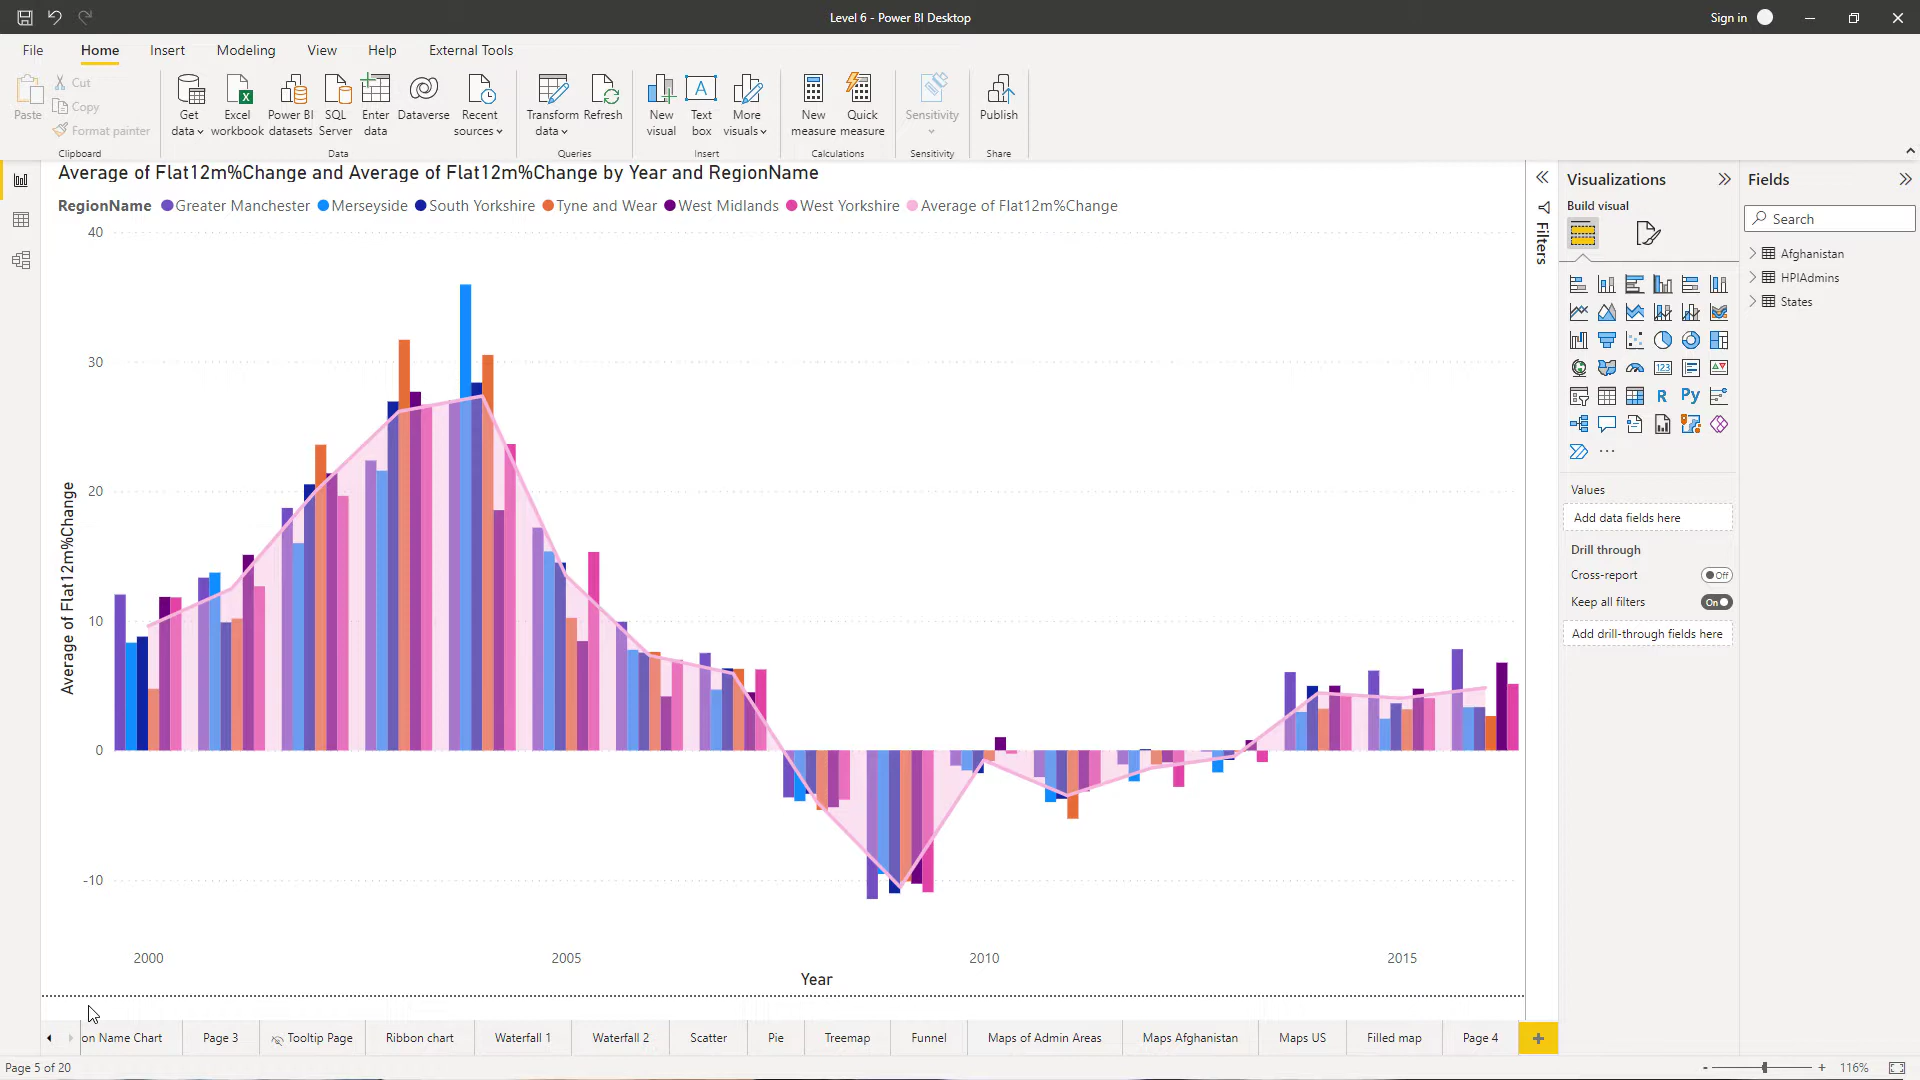 Level 6 - Power BI Desktop
Sign in
File Home Insert Modeling View Help External Tools
Paste
Cut
Copy
Format painter
Clipboard
Get data
Excel workbook
Power BI datasets
SQL Server
Enter data
Dataverse
Recent sources
Data
Transform data
Refresh
Queries
New visual
Text box
More visuals
Insert
New measure
Quick measure
Calculations
Sensitivity
Sensitivity
Publish
Share
Average of Flat12m%Change and Average of Flat12m%Change by Year and RegionName
RegionName Greater Manchester Merseyside South Yorkshire Tyne and Wear West Midlands West Yorkshire Average of Flat12m%Change
40
30
20
10
0
-10
Average of Flat12m%Change
2000 2005 2010 2015
Year
Filters
Visualizations
Build visual
123
R
Py
Values
Add data fields here
Drill through
Cross-report Off
Keep all filters On
Add drill-through fields here
Fields
Search
Afghanistan
HPIAdmins
States
on Name Chart Page 3 Tooltip Page Ribbon chart Waterfall 1 Waterfall 2 Scatter Pie Treemap Funnel Maps of Admin Areas Maps Afghanistan Maps US Filled map Page 4 +
Page 5 of 20
- + 116%